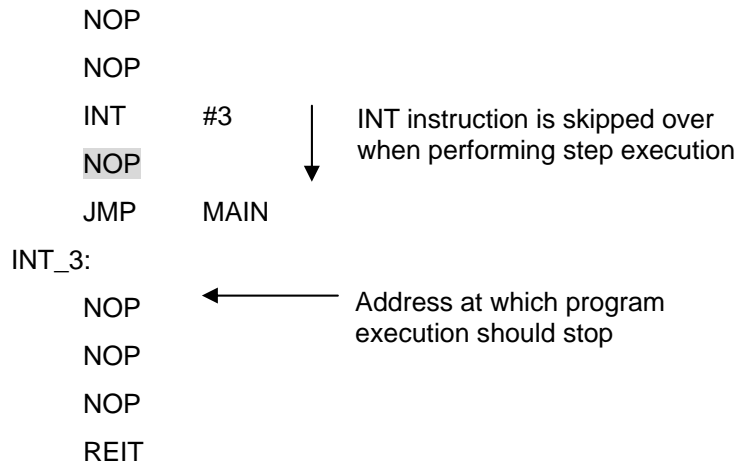 NOP
NOP
INT #3
INT instruction is skipped over
when performing step execution
NOP
JMP MAIN
INT_3:
NOP
Address at which program
execution should stop
NOP
NOP
REIT